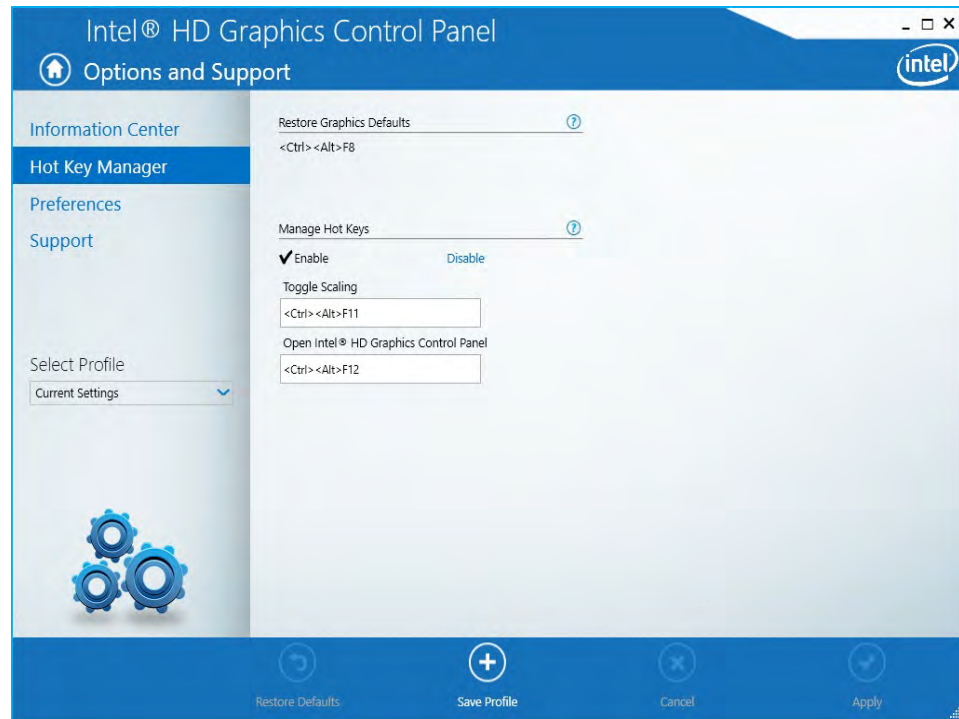 Intel® HD Graphics Control Panel
Options and Support
intel
Information Center
Hot Key Manager
Preferences
Support
Select Profile
Current Settings
Restore Graphics Defaults
<Ctrl><Alt>F8
Manage Hot Keys
Enable
Disable
Toggle Scaling
<Ctrl><Alt>F11
Open Intel® HD Graphics Control Panel
<Ctrl><Alt>F12
Restore Defaults
Save Profile
Cancel
Apply